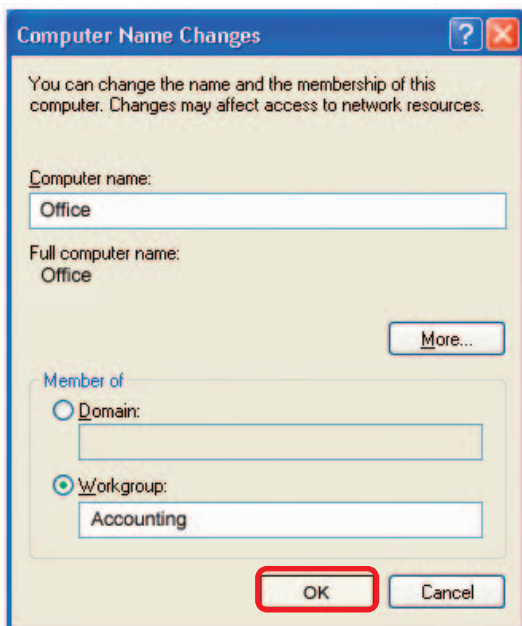 Computer Name Changes
You can change the name and the membership of this
computer. Changes may affect access to network resources.
Computer name:
Office
Full computer name:
Office
More...
Member of
Domain:
Workgroup:
Accounting
OK Cancel